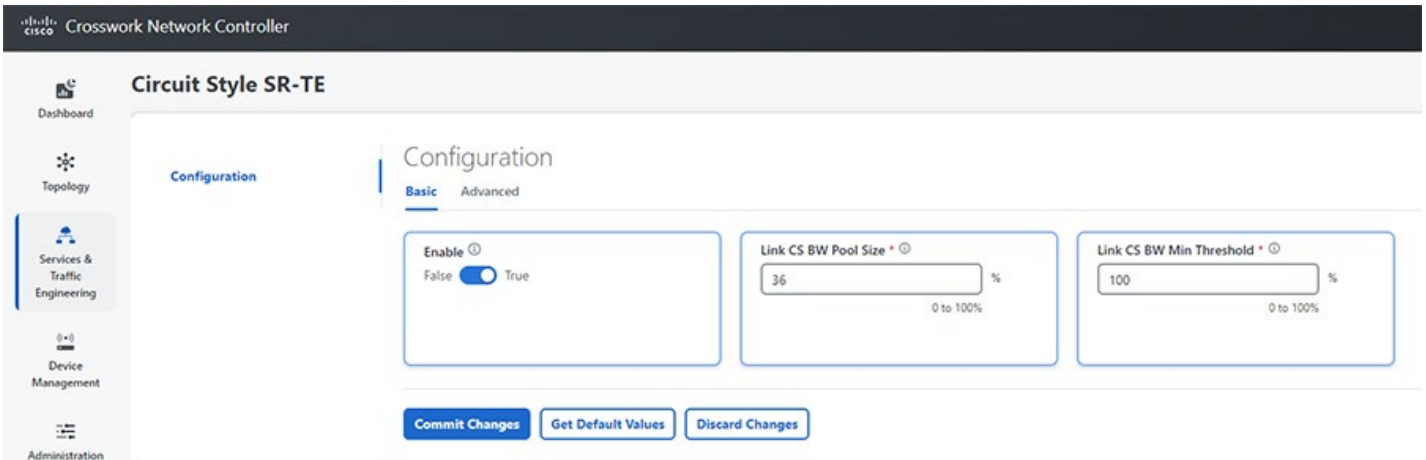 cisco Crosswork Network Controller
Dashboard
Topology
Services &
Traffic
Engineering
Device
Management
Administration
Circuit Style SR-TE
Configuration
Configuration
Basic Advanced
Enable
False True
Link CS BW Pool Size *
36 %
0 to 100%
Link CS BW Min Threshold *
100 %
0 to 100%
Commit Changes Get Default Values Discard Changes